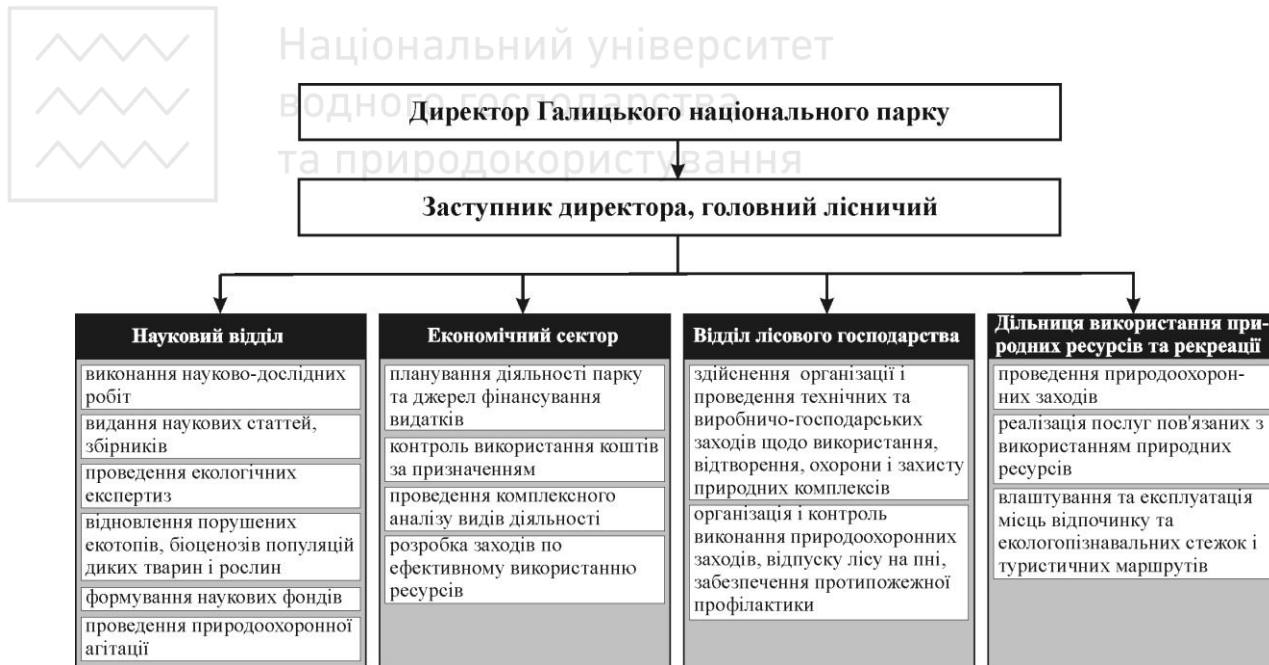 Національний університет
водного господарства
та природокористування
Директор Галицького національного парку
Заступник директора, головний лісничий
Науковий відділ
виконання науково-дослідних
робіт
видання наукових статтей,
збірників
проведення екологічних
експертиз
відновлення порушених
екотопів, біоценозів популяцій
диких тварин і рослин
формування наукових фондів
проведення природоохоронної
агітації
Економічний сектор
планування діяльності парку
та джерел фінансування
видатків
контроль використання коштів
за призначенням
проведення комплексного
аналізу видів діяльності
розробка заходів по
ефективному використанню
ресурсів
Відділ лісового господарства
здійснення організації і
проведення технічних та
виробничо-господарських
заходів щодо використання,
відтворення, охорони і захисту
природних комплексів
організація і контроль
виконання природоохоронних
заходів, відпуску лісу на пні,
забезпечення протипожежної
профілактики
Дільниця використання при-
родних ресурсів та рекреації
проведення природоохорон-
них заходів
реалізація послуг пов'язаних з
використанням природних
ресурсів
влаштування та експлуатація
місць відпочинку та
екологопізнавальних стежок і
туристичних маршрутів